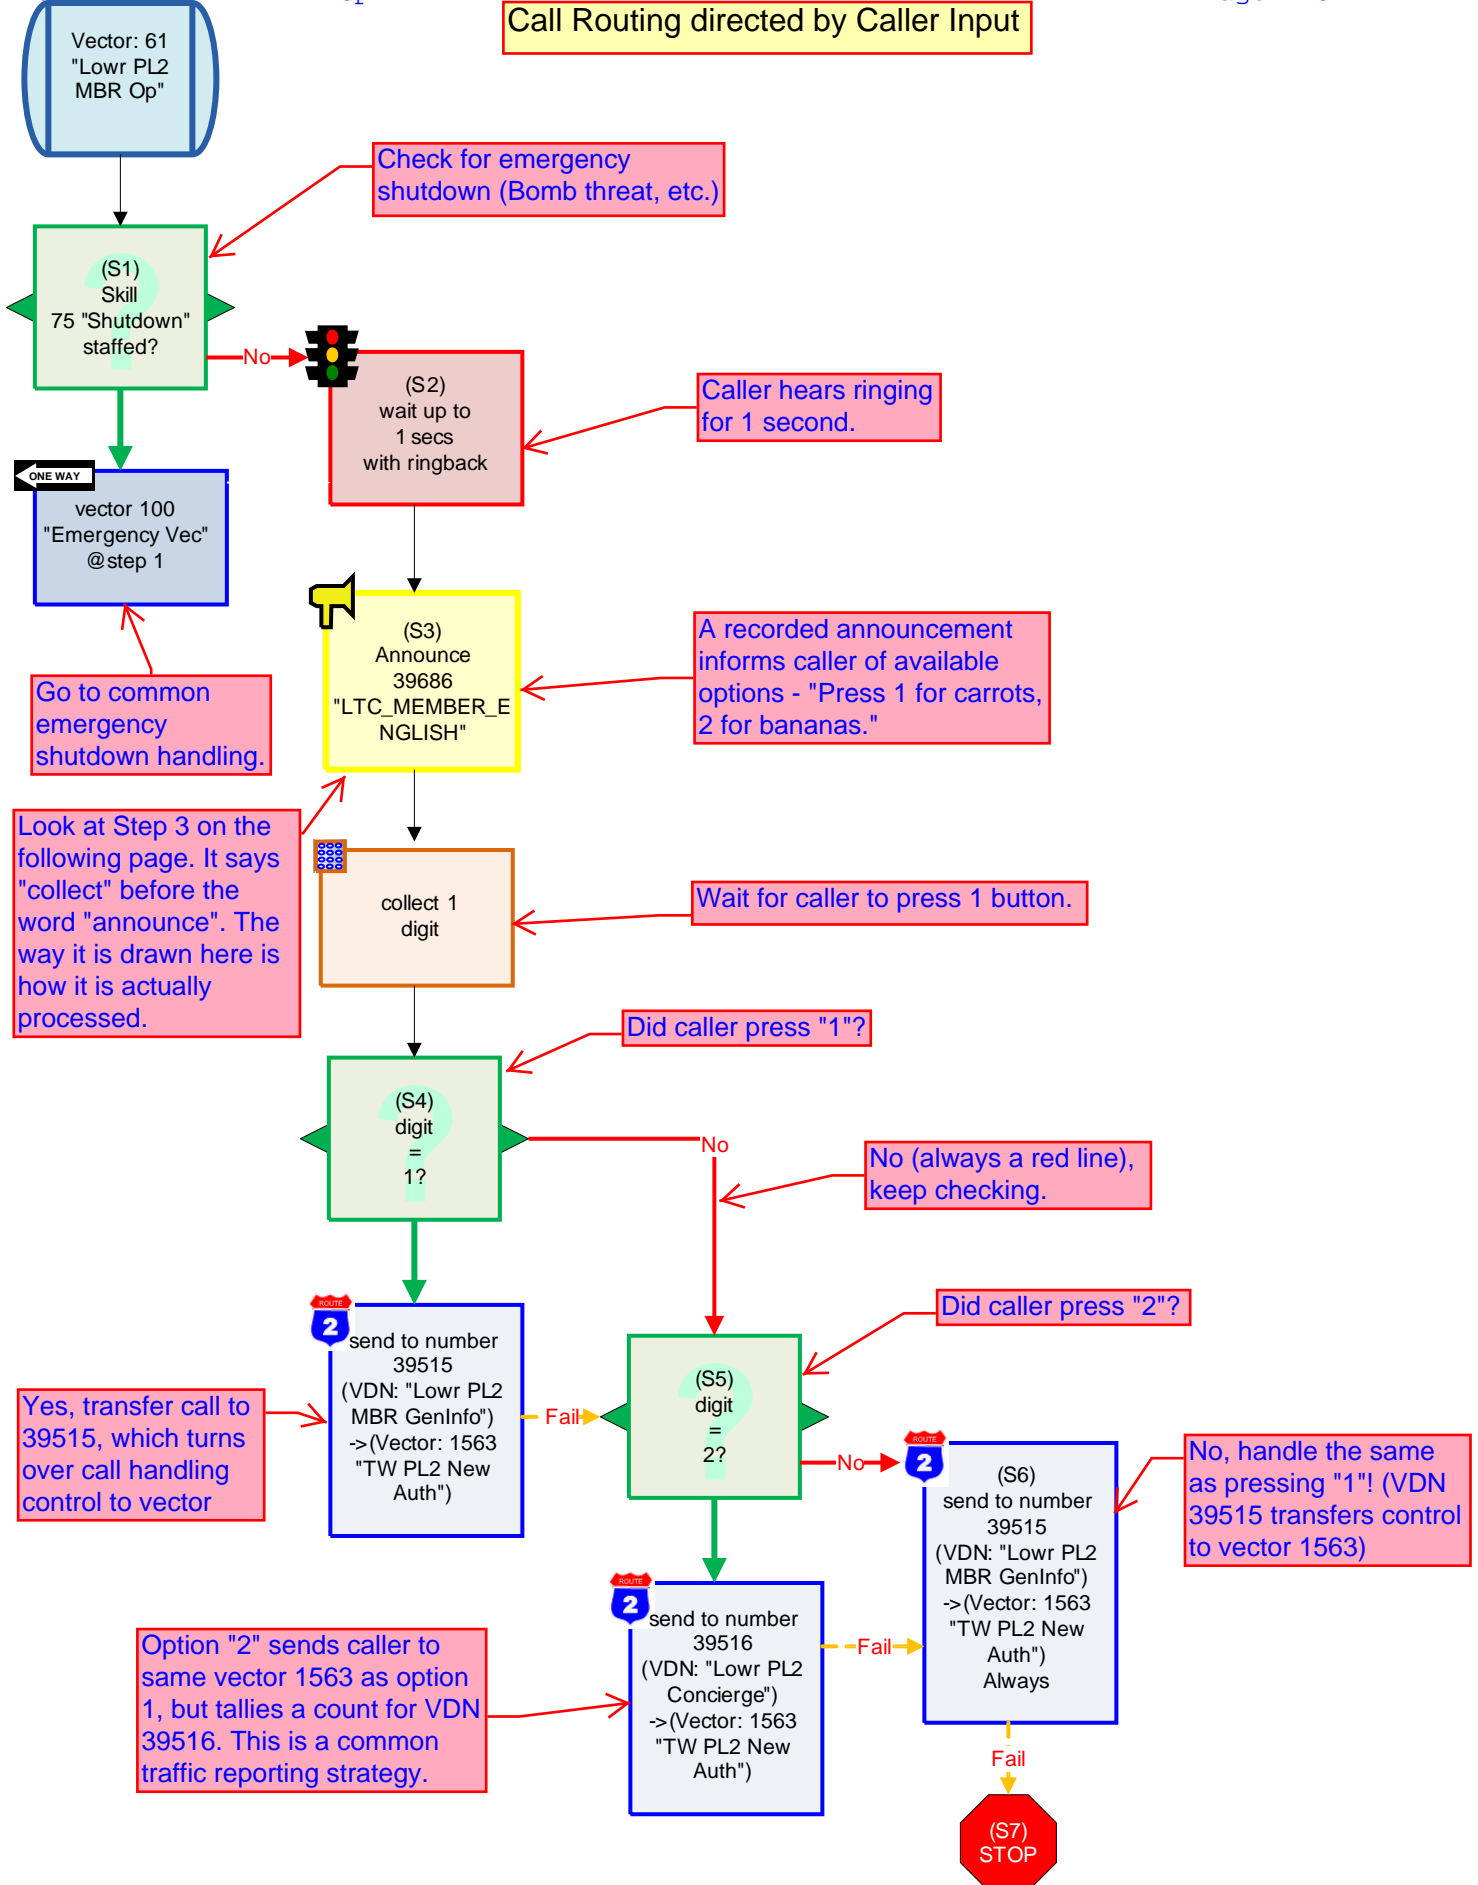 Call Routing directed by Caller Input
Vector: 61
"Lowr PL2
MBR Op"
Check for emergency
shutdown (Bomb threat, etc.)
(S1)
Skill
75 "Shutdown"
staffed?
No
(S2)
wait up to
1 secs
with ringback
Caller hears ringing
for 1 second.
ONE WAY
vector 100
"Emergency Vec"
@step 1
Go to common
emergency
shutdown handling.
(S3)
Announce
39686
"LTC_MEMBER_E
NGLISH"
A recorded announcement
informs caller of available
options - "Press 1 for carrots,
2 for bananas."
Look at Step 3 on the
following page. It says
"collect" before the
word "announce". The
way it is drawn here is
how it is actually
processed.
collect 1
digit
Wait for caller to press 1 button.
Did caller press "1"?
(S4)
digit
=
1?
No
No (always a red line),
keep checking.
Did caller press "2"?
ROUTE
2
send to number
39515
(VDN: "Lowr PL2
MBR GenInfo")
->(Vector: 1563
"TW PL2 New
Auth")
Yes, transfer call to
39515, which turns
over call handling
control to vector
Fail
(S5)
digit
=
2?
No
ROUTE
2
(S6)
send to number
39515
(VDN: "Lowr PL2
MBR GenInfo")
->(Vector: 1563
"TW PL2 New
Auth")
Always
No, handle the same
as pressing "1"! (VDN
39515 transfers control
to vector 1563)
ROUTE
2
send to number
39516
(VDN: "Lowr PL2
Concierge")
->(Vector: 1563
"TW PL2 New
Auth")
Fail
Option "2" sends caller to
same vector 1563 as option
1, but tallies a count for VDN
39516. This is a common
traffic reporting strategy.
Fail
(S7)
STOP